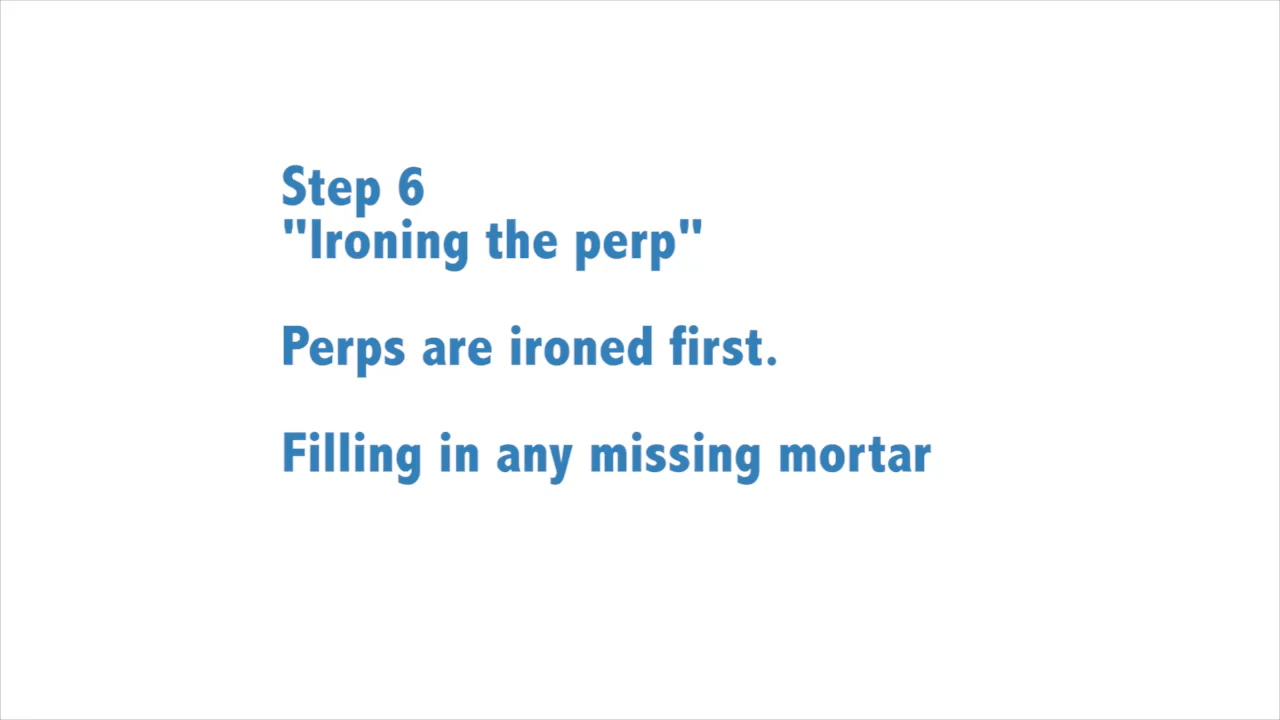 Step 6
"Ironing the perp"
Perps are ironed first.
Filling in any missing mortar